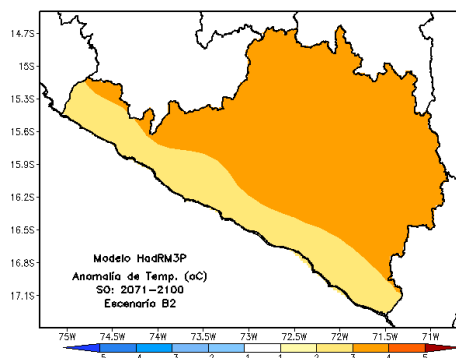 14.7S
15S
15.3S
15.6S
15.9S
16.2S
16.5S
16.8S
17.1S
Modelo HadRM3P
Anomalía de Temp. (oC)
SO: 2071-2100
Escenario B2
75W 74.5W 74W 73.5W 73W 72.5W 72W 71.5W 71W